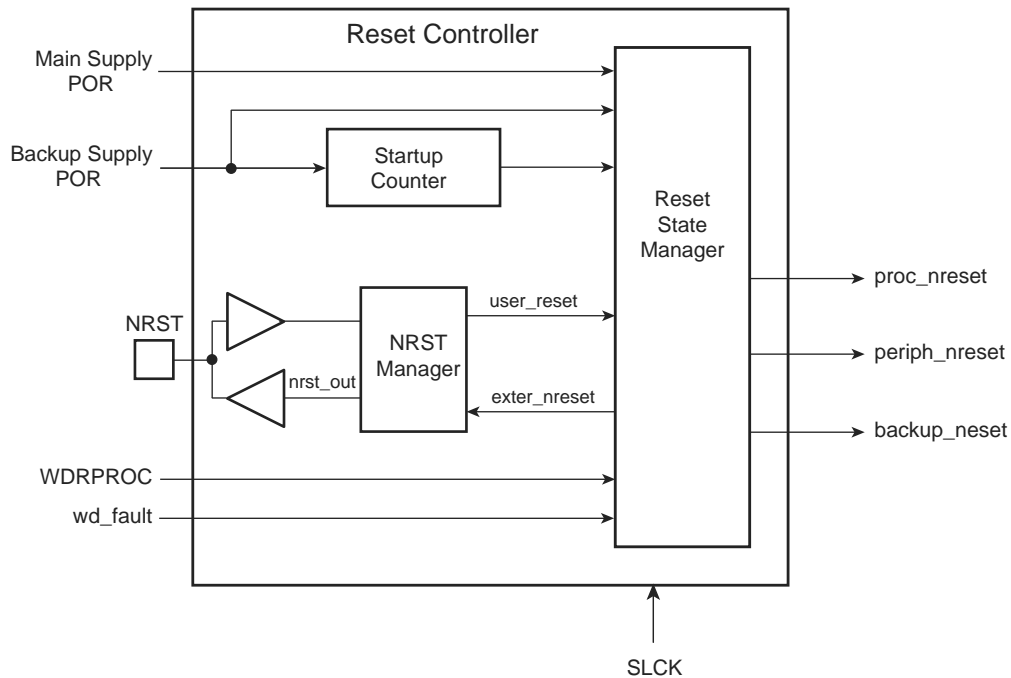 Reset Controller
Main Supply
POR
Backup Supply
POR
Startup
Counter
Reset
State
Manager
NRST
user_reset
NRST
Manager
nrst_out
exter_nreset
proc_nreset
periph_nreset
backup_neset
WDRPROC
wd_fault
SLCK